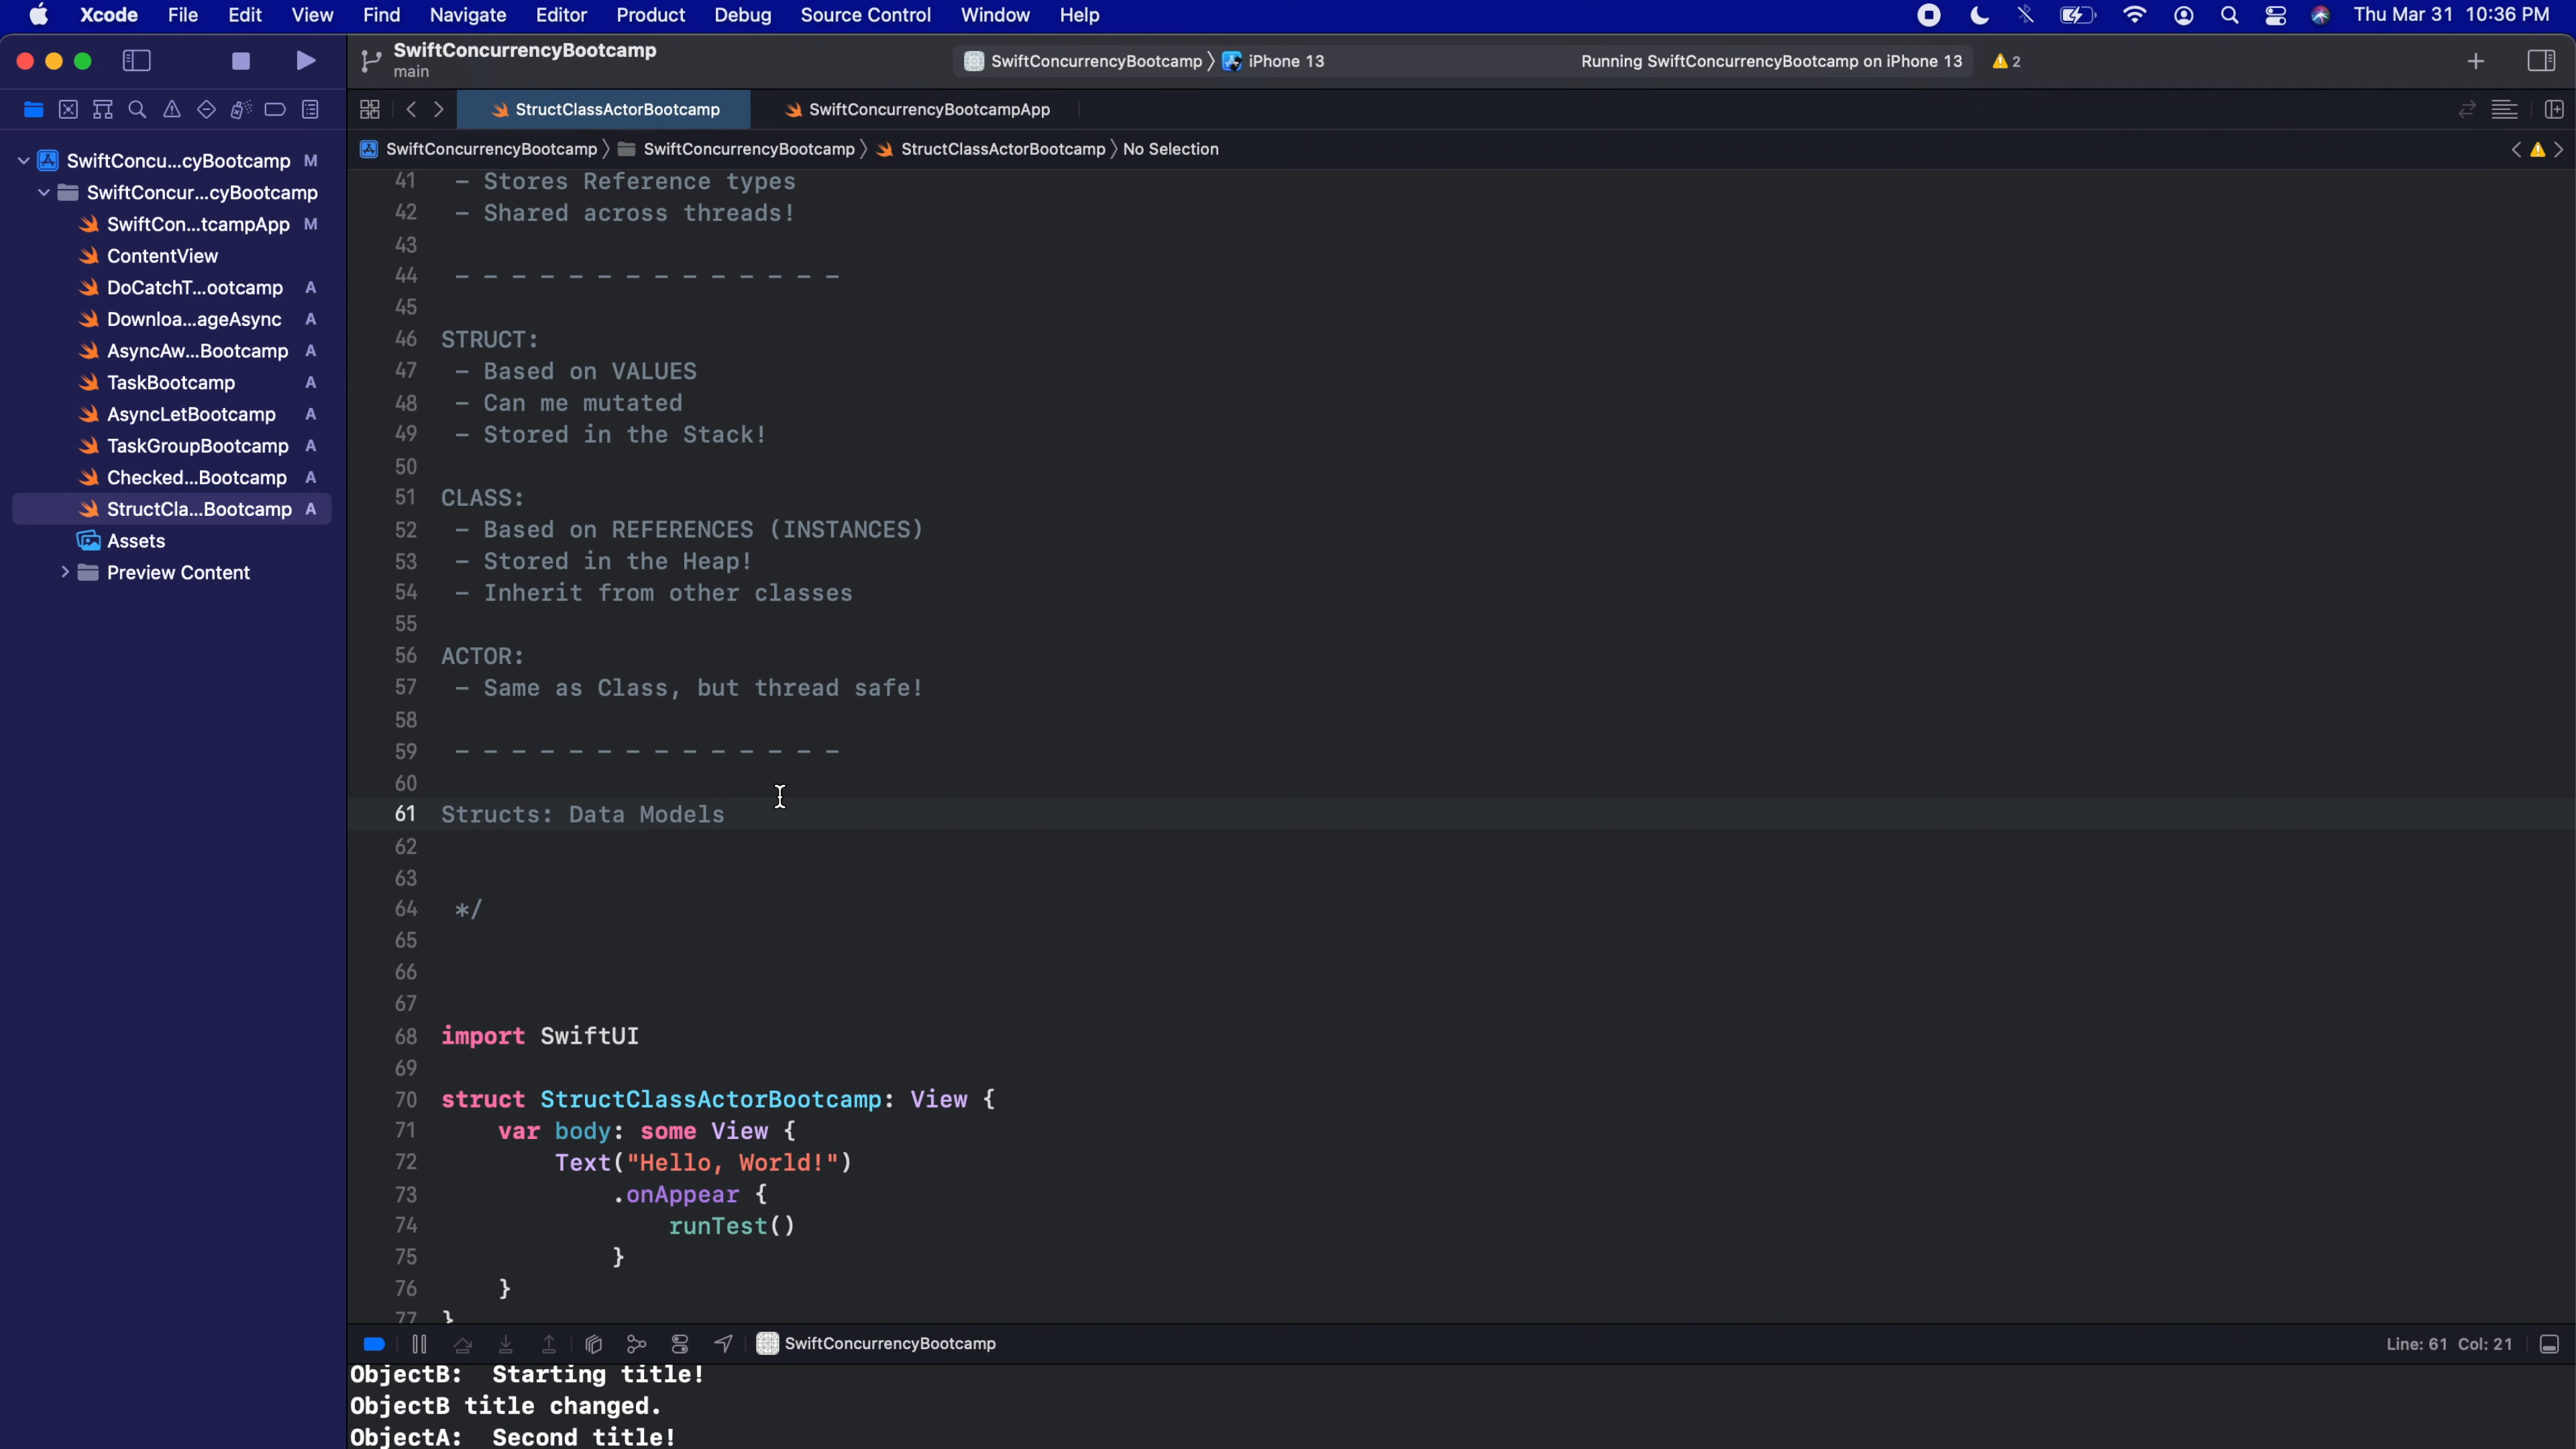 Xcode File Edit View Find Navigate Editor Product Debug Source Control Window Help Thu Mar 31 10:36 PM
SwiftConcurrencyBootcamp
main
SwiftConcurrencyBootcamp 〉 iPhone 13 Running SwiftConcurrencyBootcamp on iPhone 13 2
StructClassActorBootcamp SwiftConcurrencyBootcampApp
SwiftConcurrencyBootcamp 〉 SwiftConcurrencyBootcamp 〉 StructClassActorBootcamp 〉 No Selection
SwiftConcu...cyBootcamp M
SwiftConcur...cyBootcamp
SwiftCon...tcampApp M
ContentView
DoCatchT...ootcamp A
Downloa...ageAsync A
AsyncAw...Bootcamp A
TaskBootcamp A
AsyncLetBootcamp A
TaskGroupBootcamp A
Checked...Bootcamp A
StructCla...Bootcamp A
Assets
Preview Content
41 - Stores Reference types
42 - Shared across threads!
43
44 - - - - - - - - - - - - - -
45
46 STRUCT:
47 - Based on VALUES
48 - Can me mutated
49 - Stored in the Stack!
50
51 CLASS:
52 - Based on REFERENCES (INSTANCES)
53 - Stored in the Heap!
54 - Inherit from other classes
55
56 ACTOR:
57 - Same as Class, but thread safe!
58
59 - - - - - - - - - - - - - -
60
61 Structs: Data Models
62
63
64 */
65
66
67
68 import SwiftUI
69
70 struct StructClassActorBootcamp: View {
71 var body: some View {
72 Text("Hello, World!")
73 .onAppear {
74 runTest()
75 }
76 }
77 }
SwiftConcurrencyBootcamp Line: 61 Col: 21
ObjectB: Starting title!
ObjectB title changed.
ObjectA: Second title!